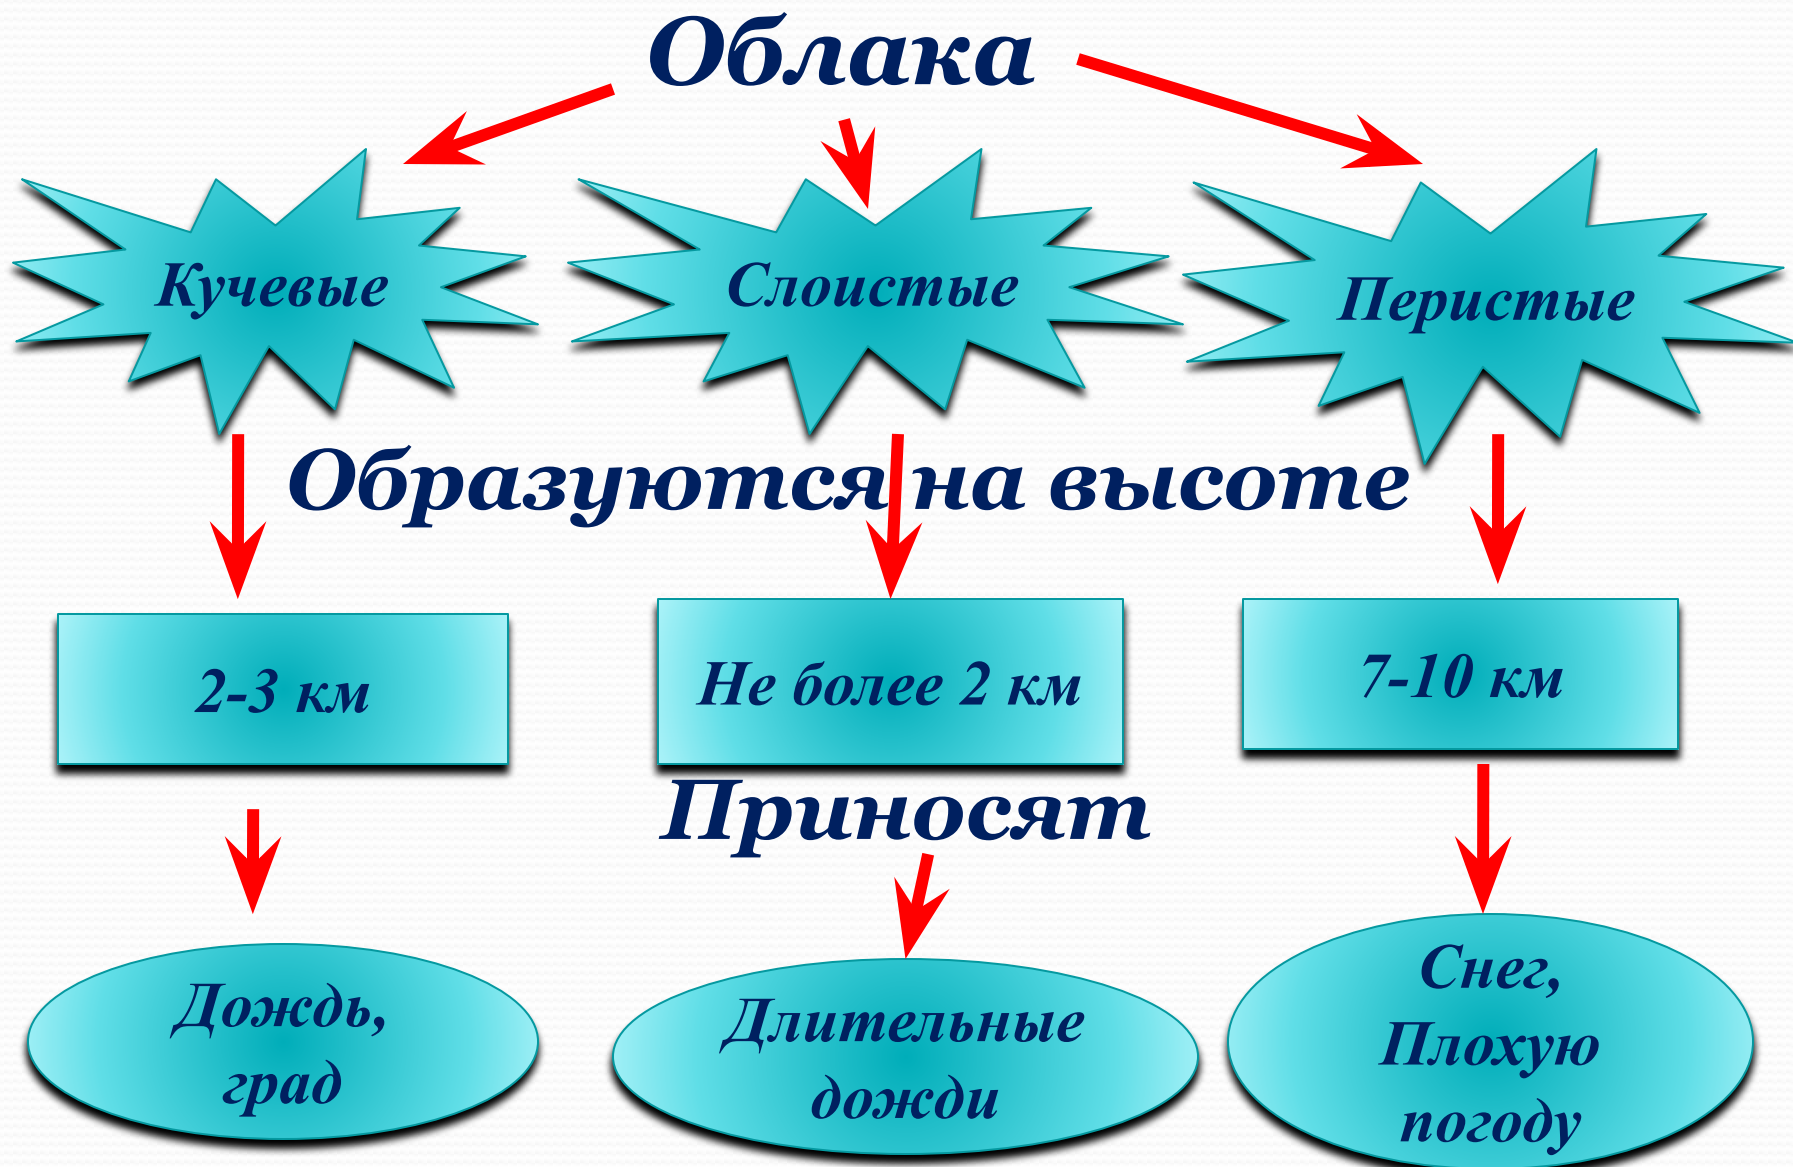 Облака
Кучевые
Слоистые
Перистые
Образуются на высоте
2-3 км
Не более 2 км
7-10 км
Приносят
Дождь,
град
Длительные
дожди
Снег,
Плохую
погоду